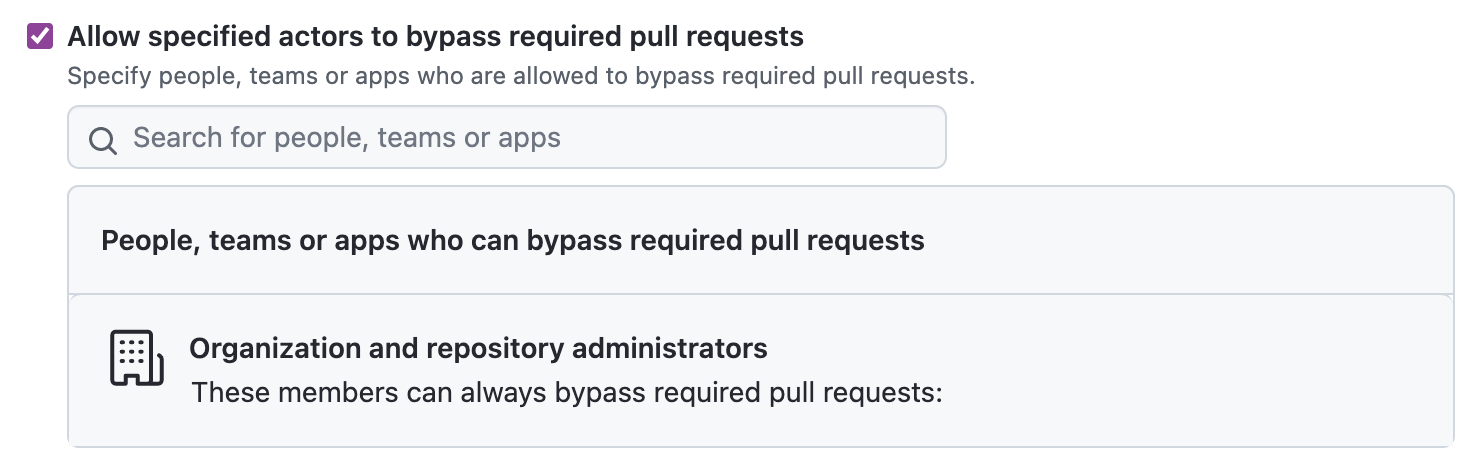 Allow specified actors to bypass required pull requests
Specify people, teams or apps who are allowed to bypass required pull requests.
Search for people, teams or apps
People, teams or apps who can bypass required pull requests
Organization and repository administrators
These members can always bypass required pull requests: